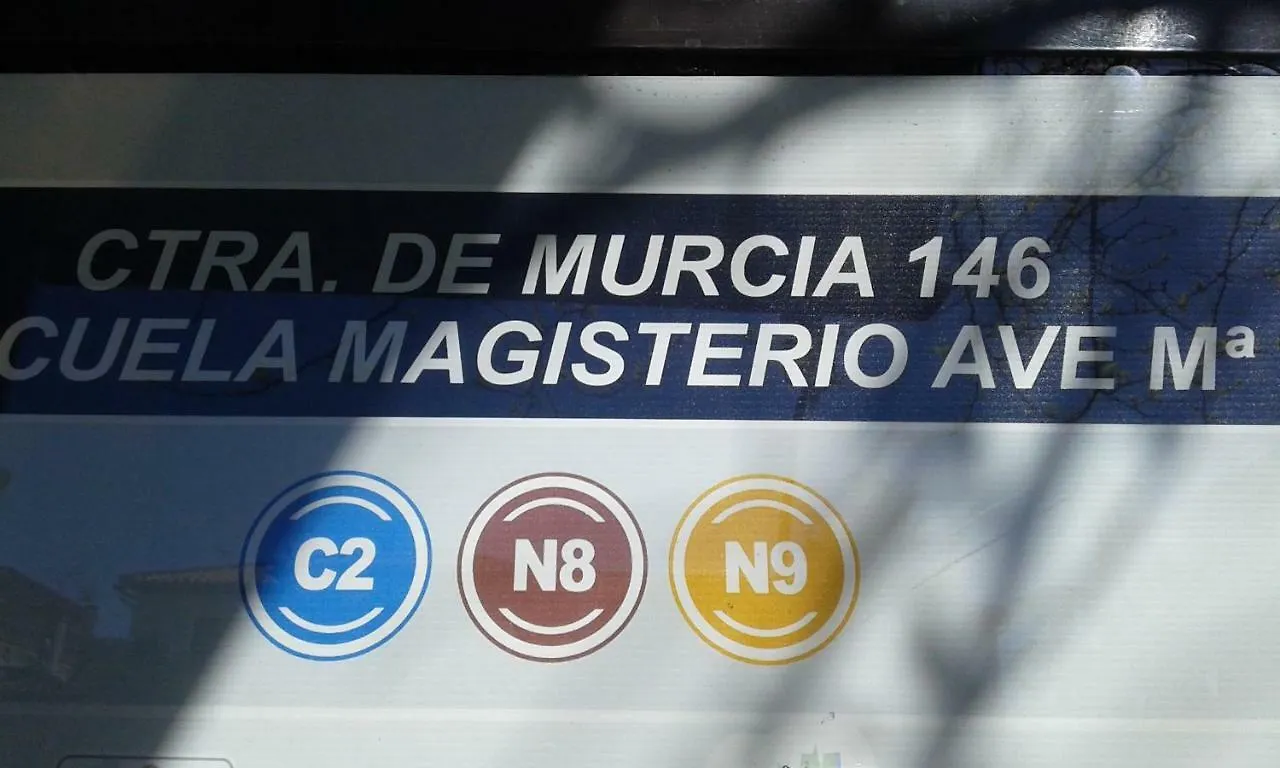 CTRA. DE MURCIA 146
CUELA MAGISTERIO AVE Mª
C2 N8 N9